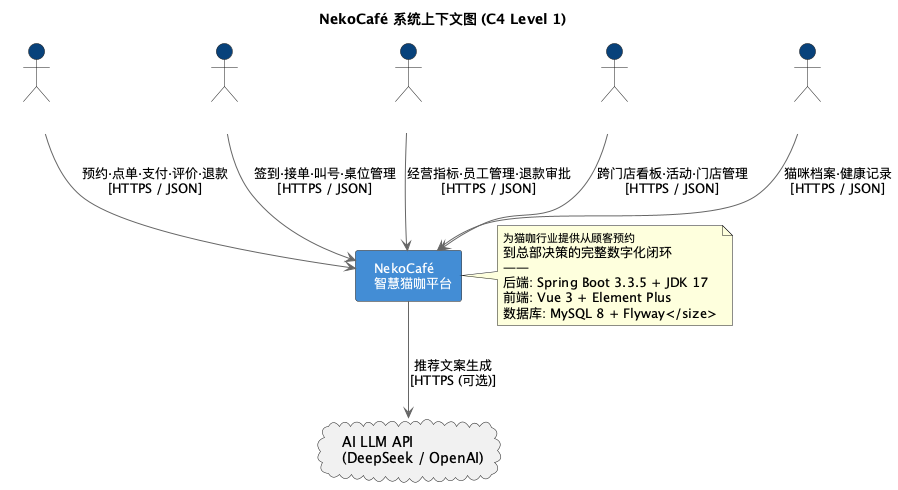 NekoCafé 系统上下文图 (C4 Level 1)
预约·点单·支付·评价·退款
[HTTPS / JSON]
签到·接单·叫号·桌位管理
[HTTPS / JSON]
经营指标·员工管理·退款审批
[HTTPS / JSON]
跨门店看板·活动·门店管理
[HTTPS / JSON]
猫咪档案·健康记录
[HTTPS / JSON]
NekoCafé
智慧猫咖平台
为猫咖行业提供从顾客预约
到总部决策的完整数字化闭环
——
后端: Spring Boot 3.3.5 + JDK 17
前端: Vue 3 + Element Plus
数据库: MySQL 8 + Flyway</size>
推荐文案生成
[HTTPS (可选)]
AI LLM API
(DeepSeek / OpenAI)